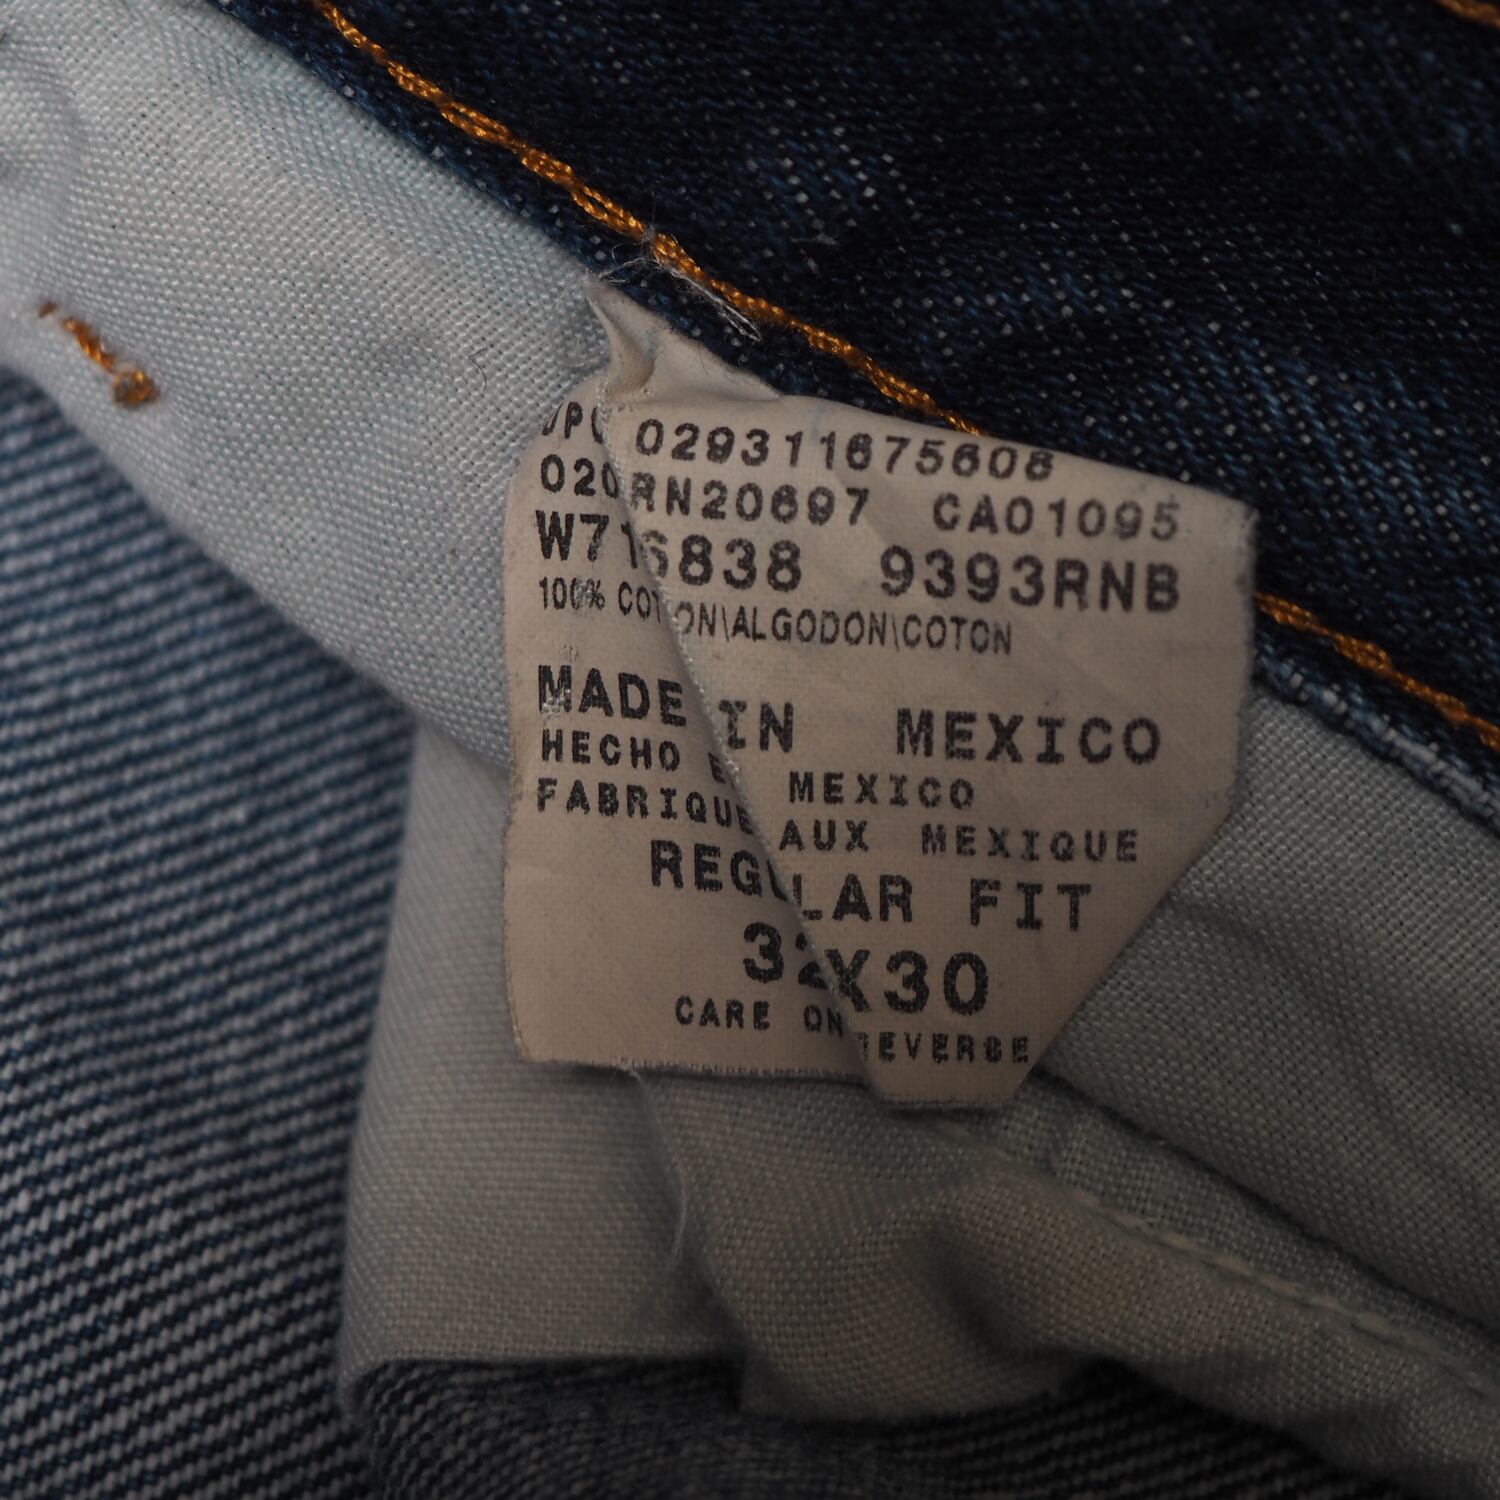 UPC 029311675608
020 RN20697 CA01095
W716838 9393RNB
100% COTTON\ALGODON\COTON
MADE IN MEXICO
HECHO EN MEXICO
FABRIQUE AUX MEXIQUE
REGULAR FIT
32X30
CARE ON REVERSE